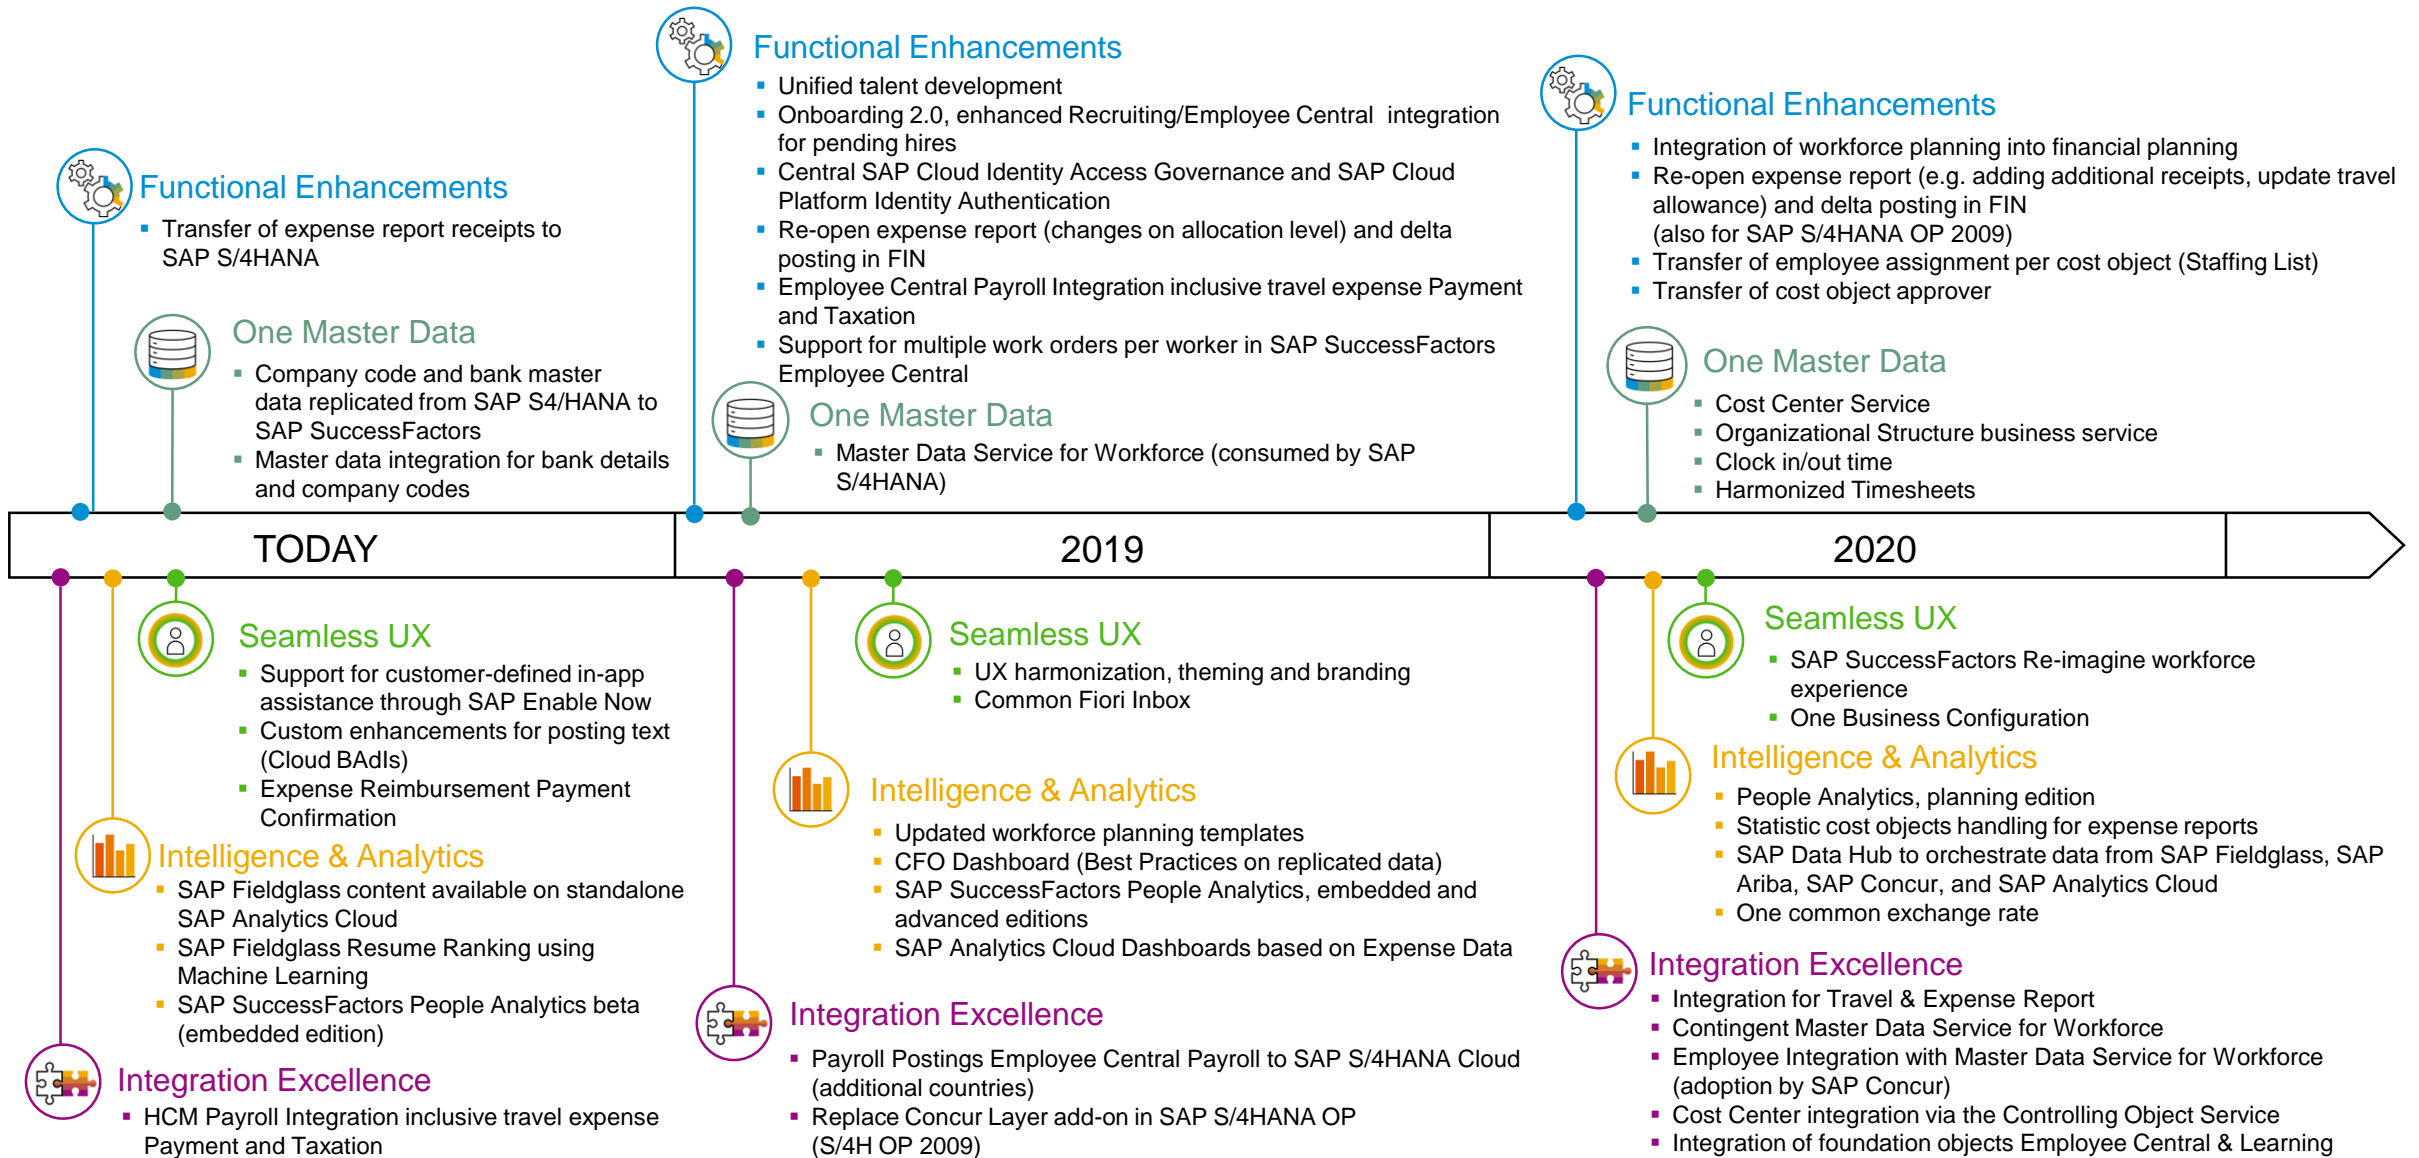 Functional Enhancements
Transfer of expense report receipts to
SAP S/4HANA
One Master Data
Company code and bank master
data replicated from SAP S4/HANA to
SAP SuccessFactors
Master data integration for bank details
and company codes
Functional Enhancements
Unified talent development
Onboarding 2.0, enhanced Recruiting/Employee Central integration
for pending hires
Central SAP Cloud Identity Access Governance and SAP Cloud
Platform Identity Authentication
Re-open expense report (changes on allocation level) and delta
posting in FIN
Employee Central Payroll Integration inclusive travel expense Payment
and Taxation
Support for multiple work orders per worker in SAP SuccessFactors
Employee Central
One Master Data
Master Data Service for Workforce (consumed by SAP
S/4HANA)
Functional Enhancements
Integration of workforce planning into financial planning
Re-open expense report (e.g. adding additional receipts, update travel
allowance) and delta posting in FIN
(also for SAP S/4HANA OP 2009)
Transfer of employee assignment per cost object (Staffing List)
Transfer of cost object approver
One Master Data
Cost Center Service
Organizational Structure business service
Clock in/out time
Harmonized Timesheets
TODAY
2019
2020
Seamless UX
Support for customer-defined in-app
assistance through SAP Enable Now
Custom enhancements for posting text
(Cloud BAdIs)
Expense Reimbursement Payment
Confirmation
Intelligence & Analytics
SAP Fieldglass content available on standalone
SAP Analytics Cloud
SAP Fieldglass Resume Ranking using
Machine Learning
SAP SuccessFactors People Analytics beta
(embedded edition)
Integration Excellence
HCM Payroll Integration inclusive travel expense
Payment and Taxation
Seamless UX
UX harmonization, theming and branding
Common Fiori Inbox
Intelligence & Analytics
Updated workforce planning templates
CFO Dashboard (Best Practices on replicated data)
SAP SuccessFactors People Analytics, embedded and
advanced editions
SAP Analytics Cloud Dashboards based on Expense Data
Integration Excellence
Payroll Postings Employee Central Payroll to SAP S/4HANA Cloud
(additional countries)
Replace Concur Layer add-on in SAP S/4HANA OP
(S/4H OP 2009)
Seamless UX
SAP SuccessFactors Re-imagine workforce
experience
One Business Configuration
Intelligence & Analytics
People Analytics, planning edition
Statistic cost objects handling for expense reports
SAP Data Hub to orchestrate data from SAP Fieldglass, SAP
Ariba, SAP Concur, and SAP Analytics Cloud
One common exchange rate
Integration Excellence
Integration for Travel & Expense Report
Contingent Master Data Service for Workforce
Employee Integration with Master Data Service for Workforce
(adoption by SAP Concur)
Cost Center integration via the Controlling Object Service
Integration of foundation objects Employee Central & Learning